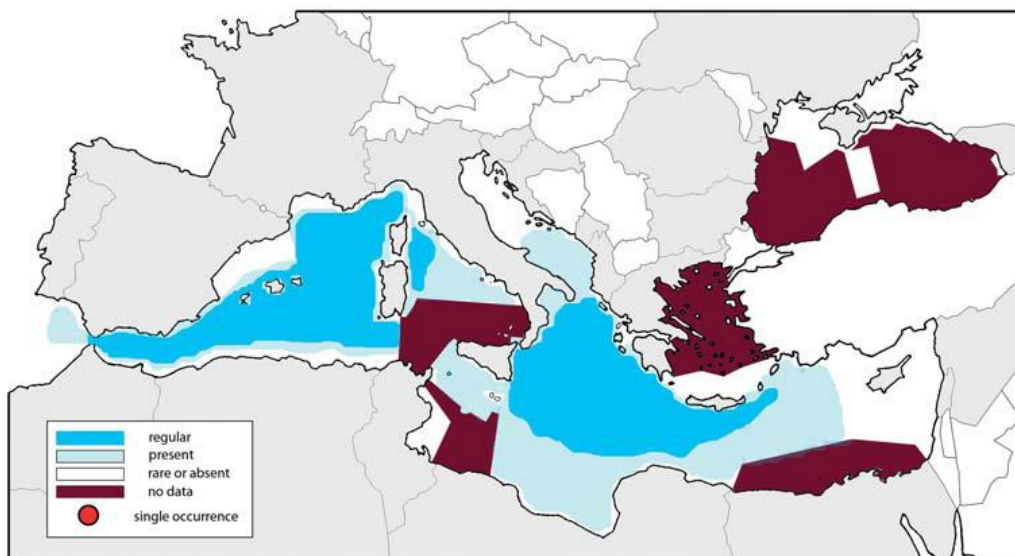 regular
present
rare or absent
no data
single occurrence